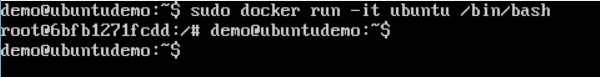 demo@ubuntudemo:~$ sudo docker run -it ubuntu /bin/bash
root@6bfb1271fcdd:/# demo@ubuntudemo:~$
demo@ubuntudemo:~$